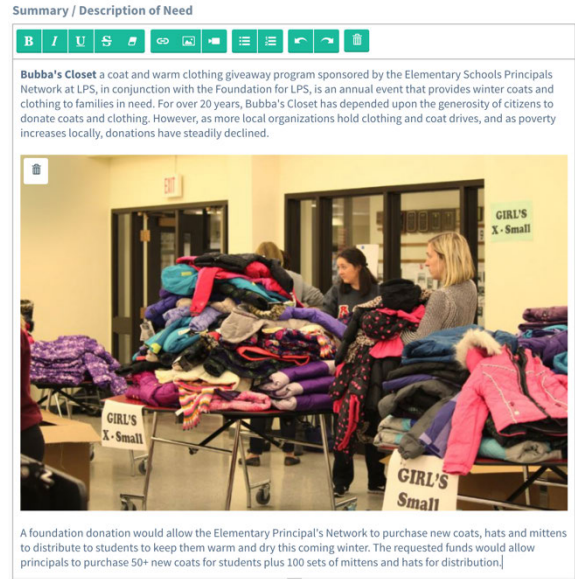 Summary / Description of Need
B I U S
Bubba's Closet a coat and warm clothing giveaway program sponsored by the Elementary Schools Principals
Network at LPS, in conjunction with the Foundation for LPS, is an annual event that provides winter coats and
clothing to families in need. For over 20 years, Bubba's Closet has depended upon the generosity of citizens to
donate coats and clothing. However, as more local organizations hold clothing and coat drives, and as poverty
increases locally, donations have steadily declined.
EXIT
GIRL'S
X-Small
GIRL'S
X-Small
GIRL'S
Small
A foundation donation would allow the Elementary Principal's Network to purchase new coats, hats and mittens
to distribute to students to keep them warm and dry this coming winter. The requested funds would allow
principals to purchase 50+ new coats for students plus 100 sets of mittens and hats for distribution.